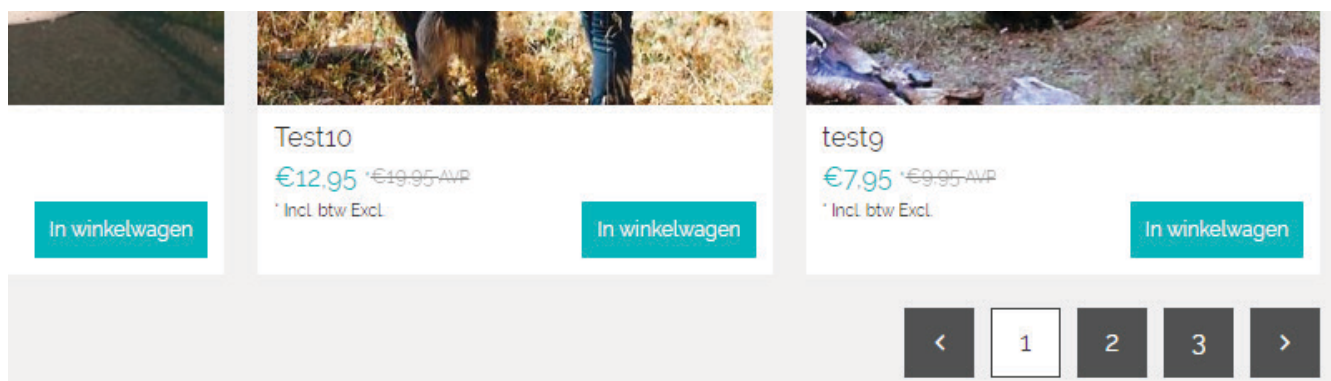 Test10
€12,95 *€19,95 AVP
* Incl. btw Excl.
In winkelwagen
test9
€7,95 *€9,95 AVP
* Incl. btw Excl.
In winkelwagen
In winkelwagen
< 1 2 3 >